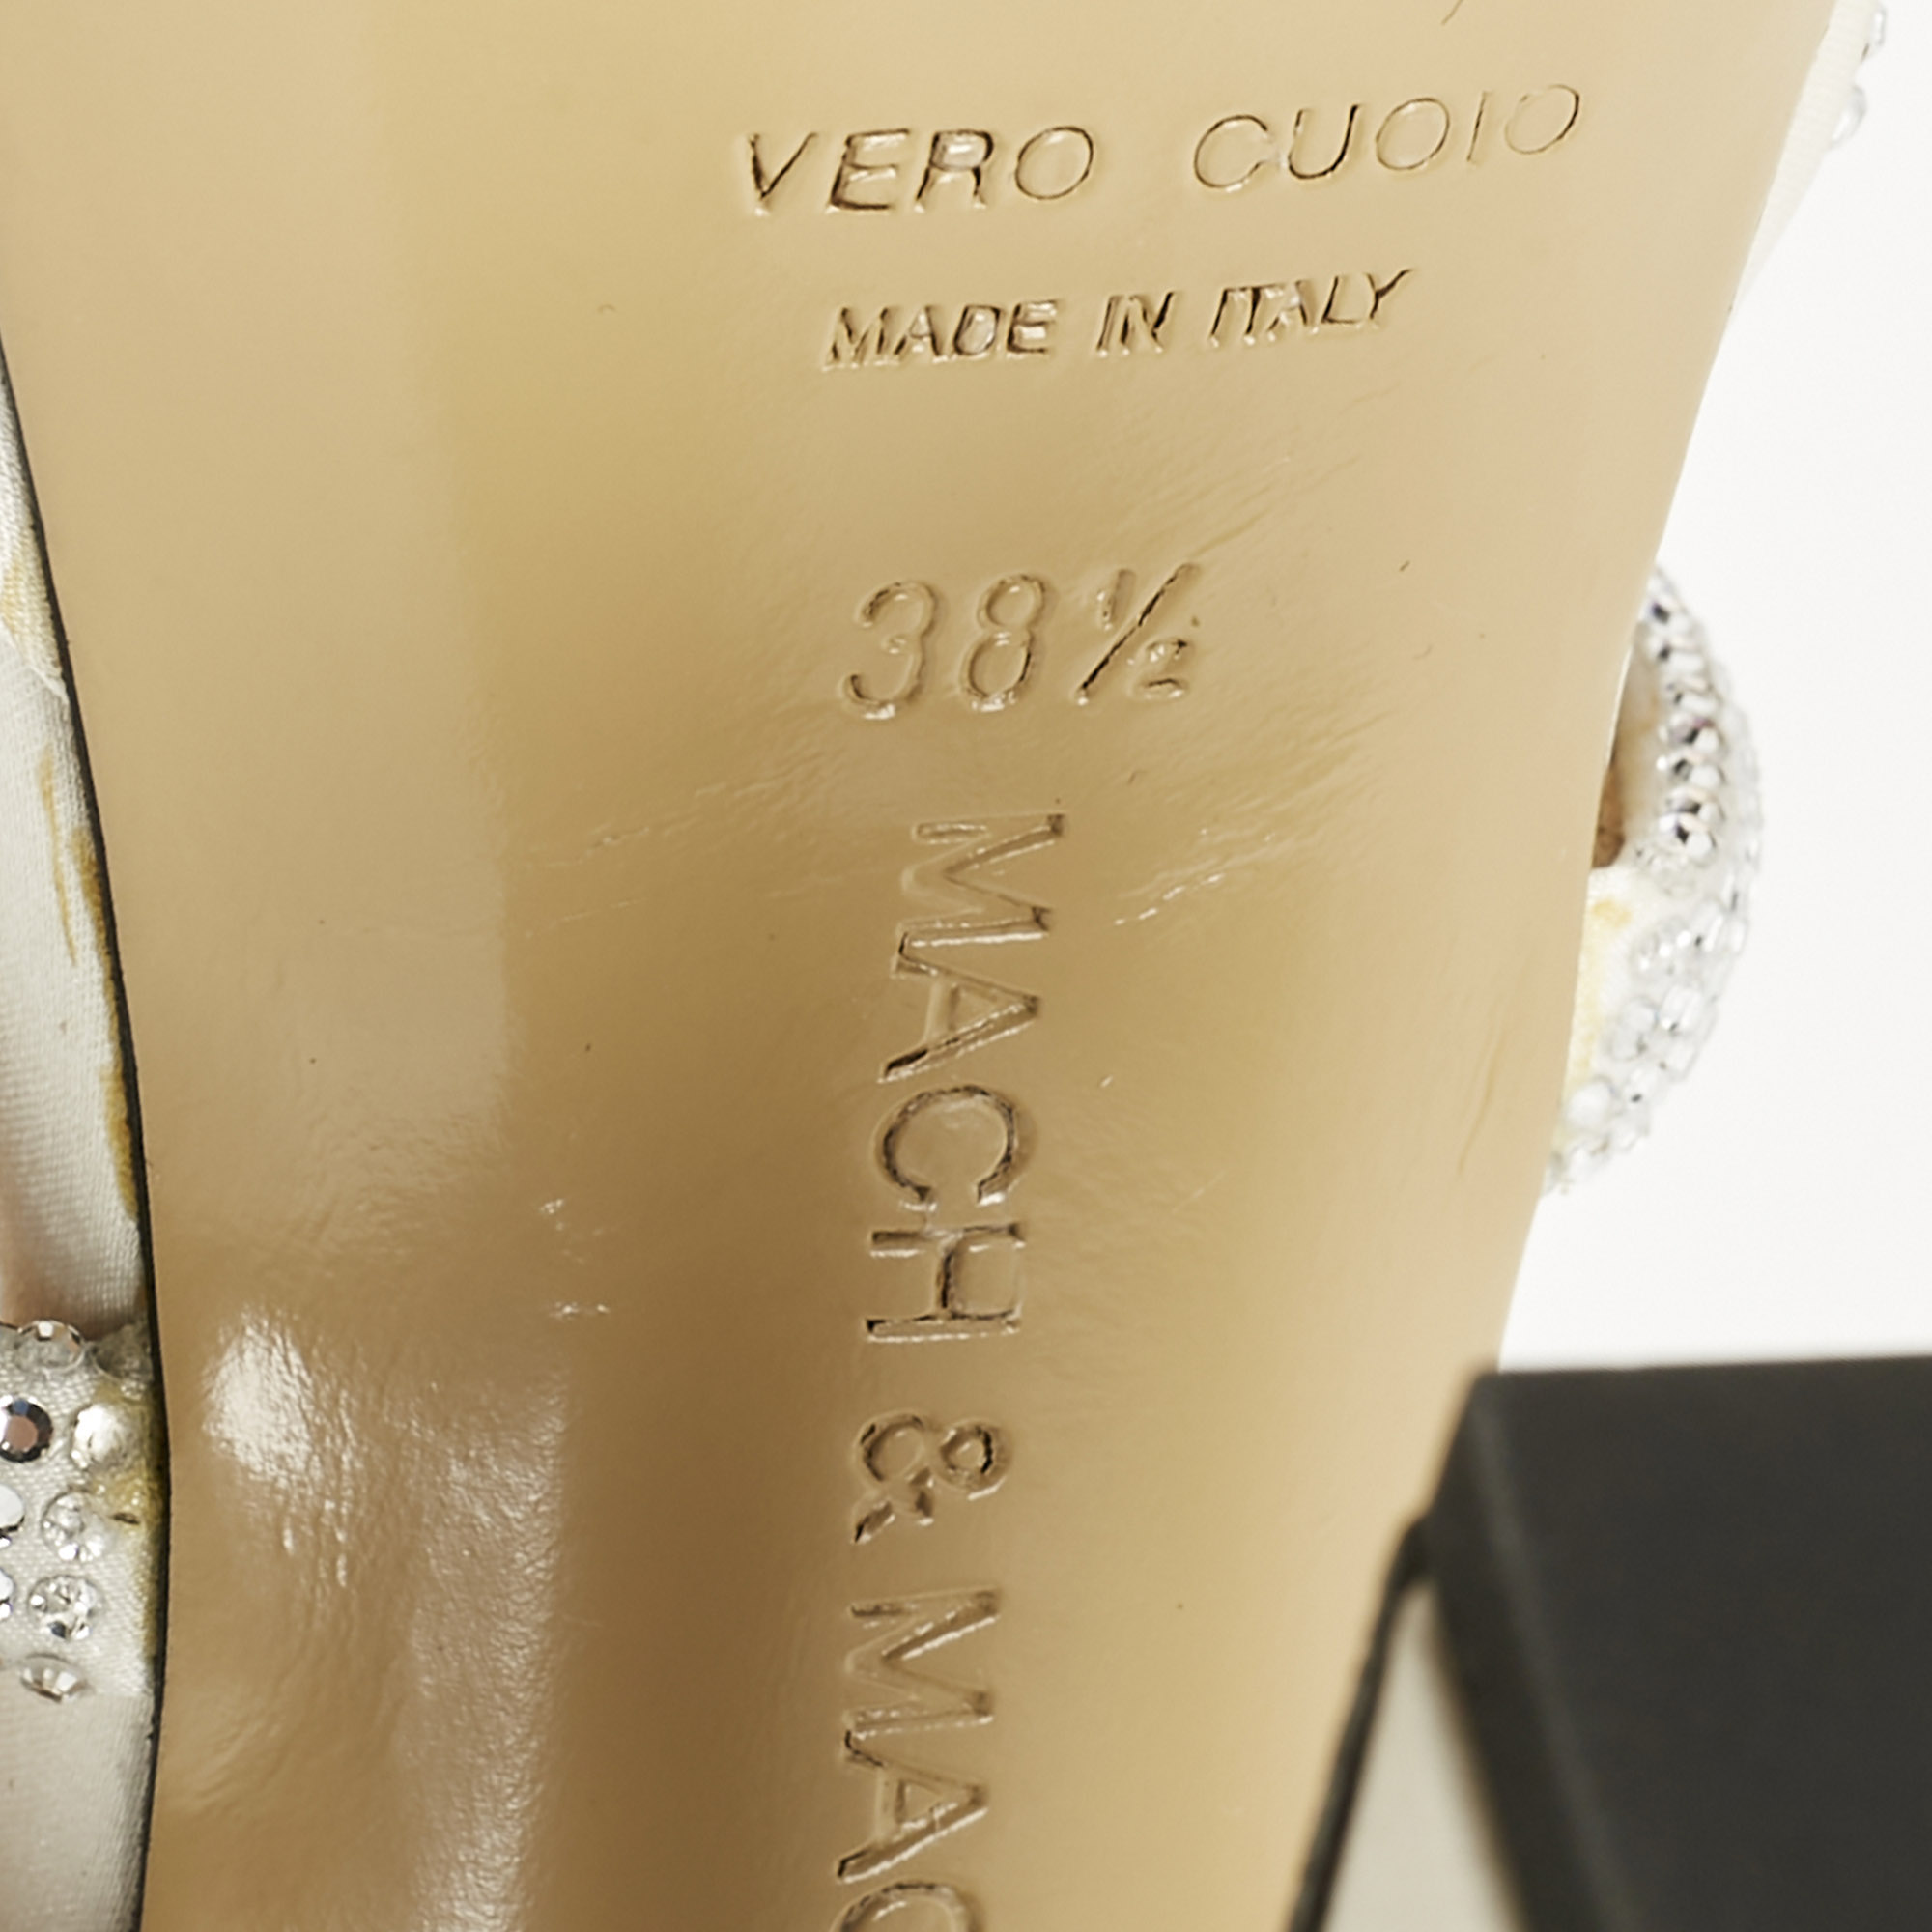 VERO CUOIO
MADE IN ITALY
38½
MACH & MAC